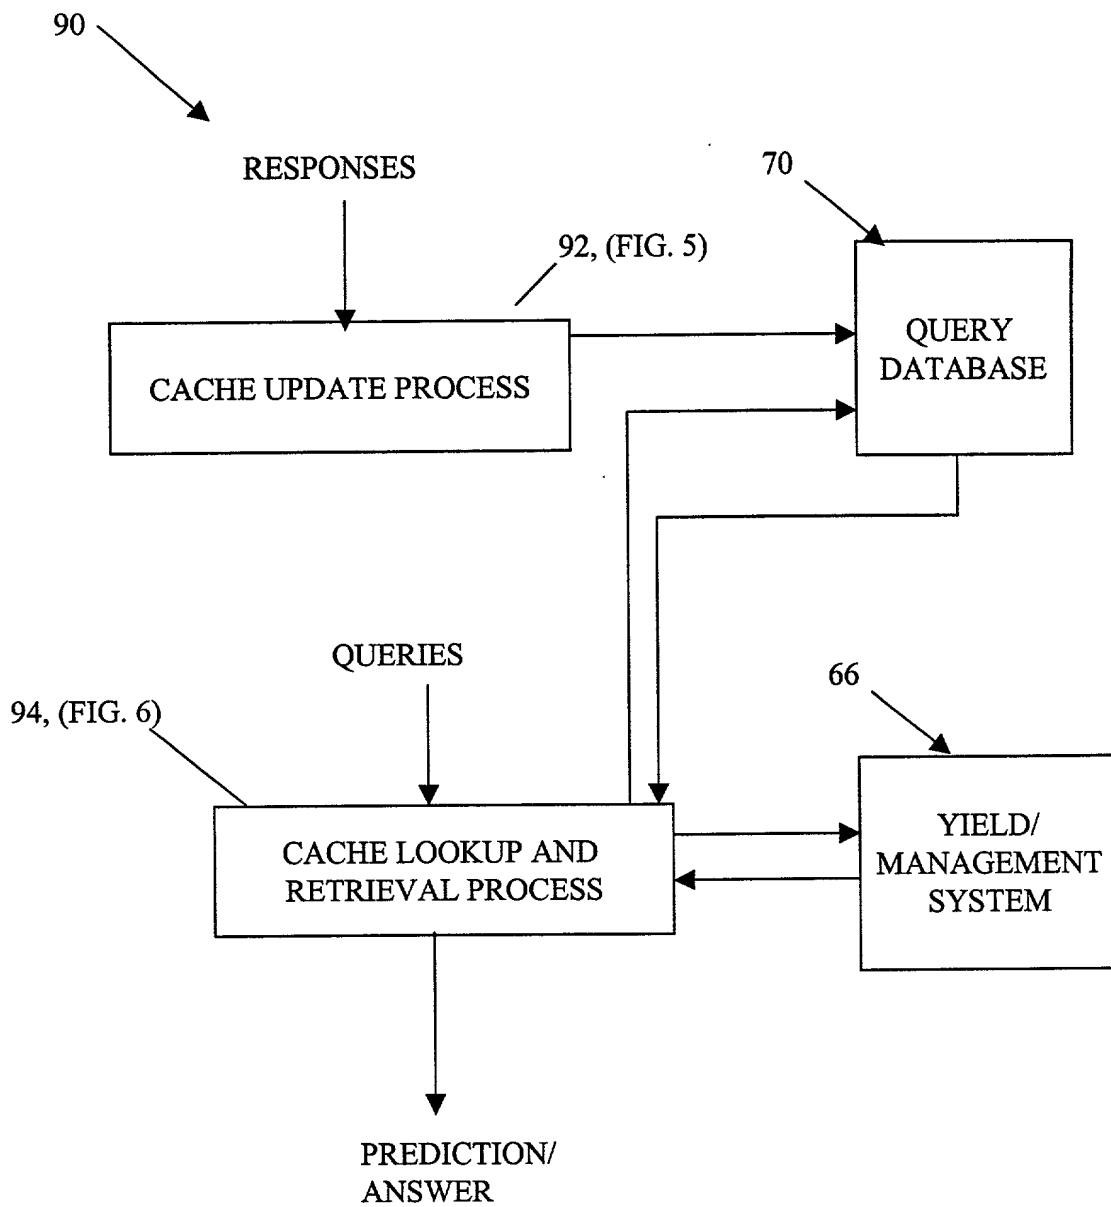 90
RESPONSES
70
92, (FIG. 5)
QUERY
DATABASE
CACHE UPDATE PROCESS
QUERIES
66
94, (FIG. 6)
YIELD/
MANAGEMENT
SYSTEM
CACHE LOOKUP AND
RETRIEVAL PROCESS
PREDICTION/
ANSWER